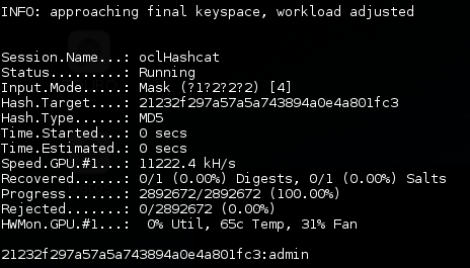 INFO: approaching final keyspace, workload adjusted
Session.Name...: oclHashcat
Status.........: Running
Input.Mode.....: Mask (?1?2?2?2) [4]
Hash.Target....: 21232f297a57a5a743894a0e4a801fc3
Hash.Type......: MD5
Time.Started...: 0 secs
Time.Estimated.: 0 secs
Speed.GPU.#1...: 11222.4 kH/s
Recovered......: 0/1 (0.00%) Digests, 0/1 (0.00%) Salts
Progress.......: 2892672/2892672 (100.00%)
Rejected.......: 0/2892672 (0.00%)
HWMon.GPU.#1...:  0% Util, 65c Temp, 31% Fan
21232f297a57a5a743894a0e4a801fc3:admin